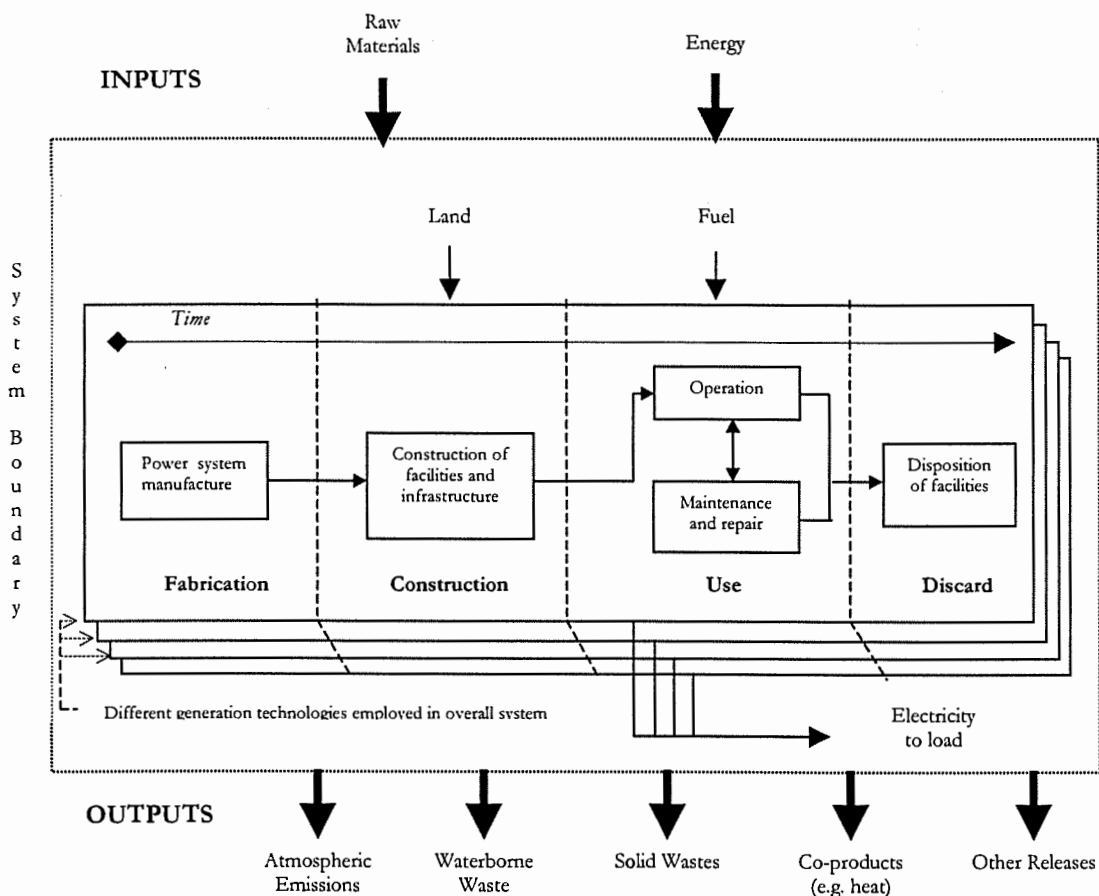 Raw
Materials
Energy
INPUTS
Land
Fuel
System Boundary
Time
Operation
Power system
manufacture
Construction of
facilities and
infrastructure
Maintenance
and repair
Disposition
of facilities
Fabrication
Construction
Use
Discard
Different generation technologies employed in overall system
Electricity
to load
OUTPUTS
Atmospheric
Emissions
Waterborne
Waste
Solid Wastes
Co-products
(e.g. heat)
Other Releases